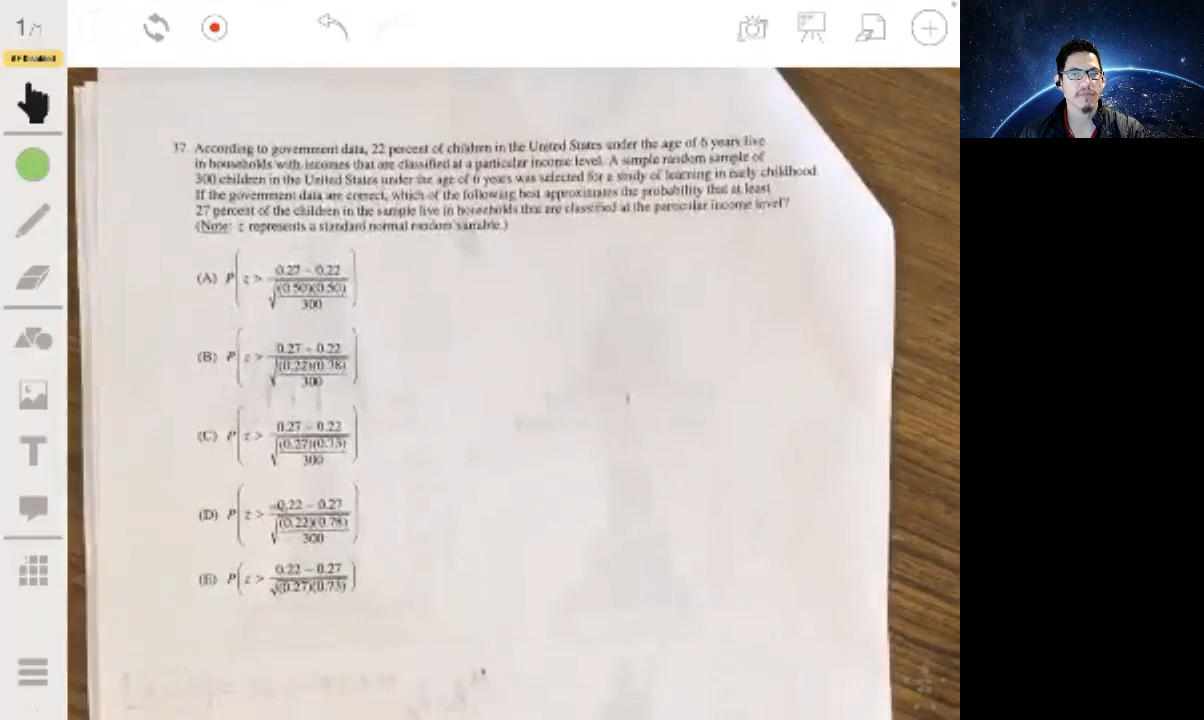 1/1
37. According to government data, 22 percent of children in the United States under the age of 6 years live
in households with incomes that are classified at a particular income level. A simple random sample of
300 children in the United States under the age of 6 years was selected for a study of learning in early childhood.
If the government data are correct, which of the following best approximates the probability that at least
27 percent of the children in the sample live in households that are classified at the particular income level?
(Note: z represents a standard normal random variable.)
(A) P( z > 0.27 - 0.22
√(0.50)(0.50)
300 )
(B) P( z > 0.27 - 0.22
√(0.22)(0.78)
300 )
(C) P( z > 0.27 - 0.22
√(0.27)(0.73)
300 )
(D) P( z > 0.22 - 0.27
√(0.22)(0.78)
300 )
(E) P( z > 0.22 - 0.27
√(0.27)(0.73) )
T